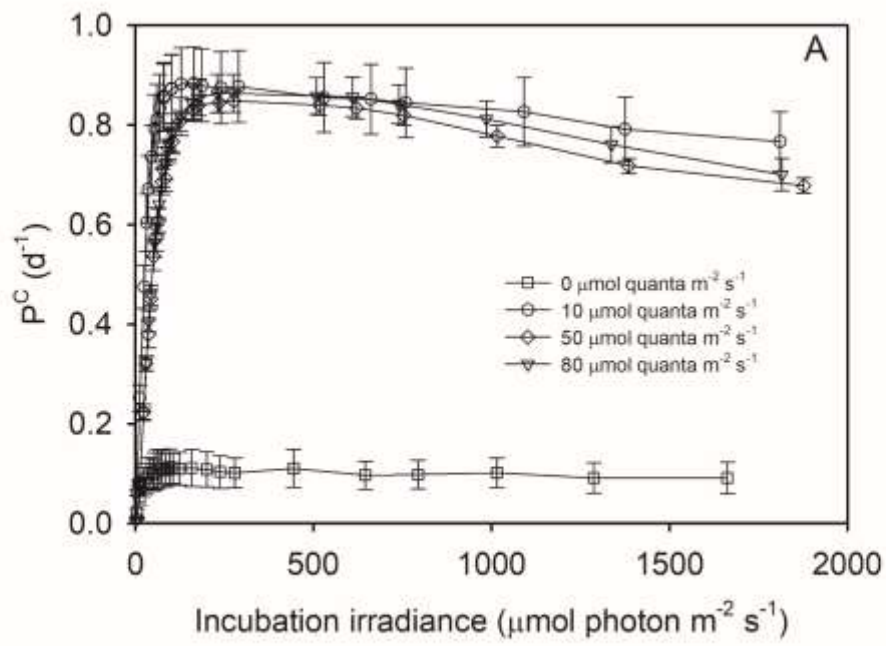 A
1.0
0.8
0.6
0.4
0.2
0.0
P^C (d^-1)
0 μmol quanta m^-2 s^-1
10 μmol quanta m^-2 s^-1
50 μmol quanta m^-2 s^-1
80 μmol quanta m^-2 s^-1
0 500 1000 1500 2000
Incubation irradiance (μmol photon m^-2 s^-1)